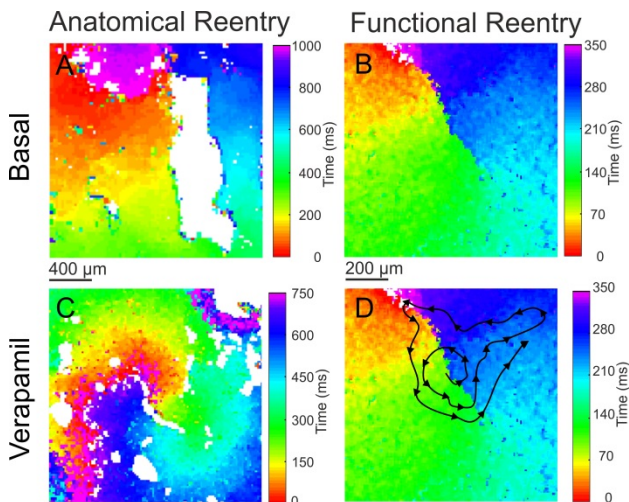 Anatomical Reentry
Functional Reentry
Basal
A
1000
800
600
400
200
0
Time (ms)
B
350
280
210
140
70
0
Time (ms)
400 µm
200 µm
Verapamil
C
750
600
450
300
150
0
Time (ms)
D
350
280
210
140
70
0
Time (ms)